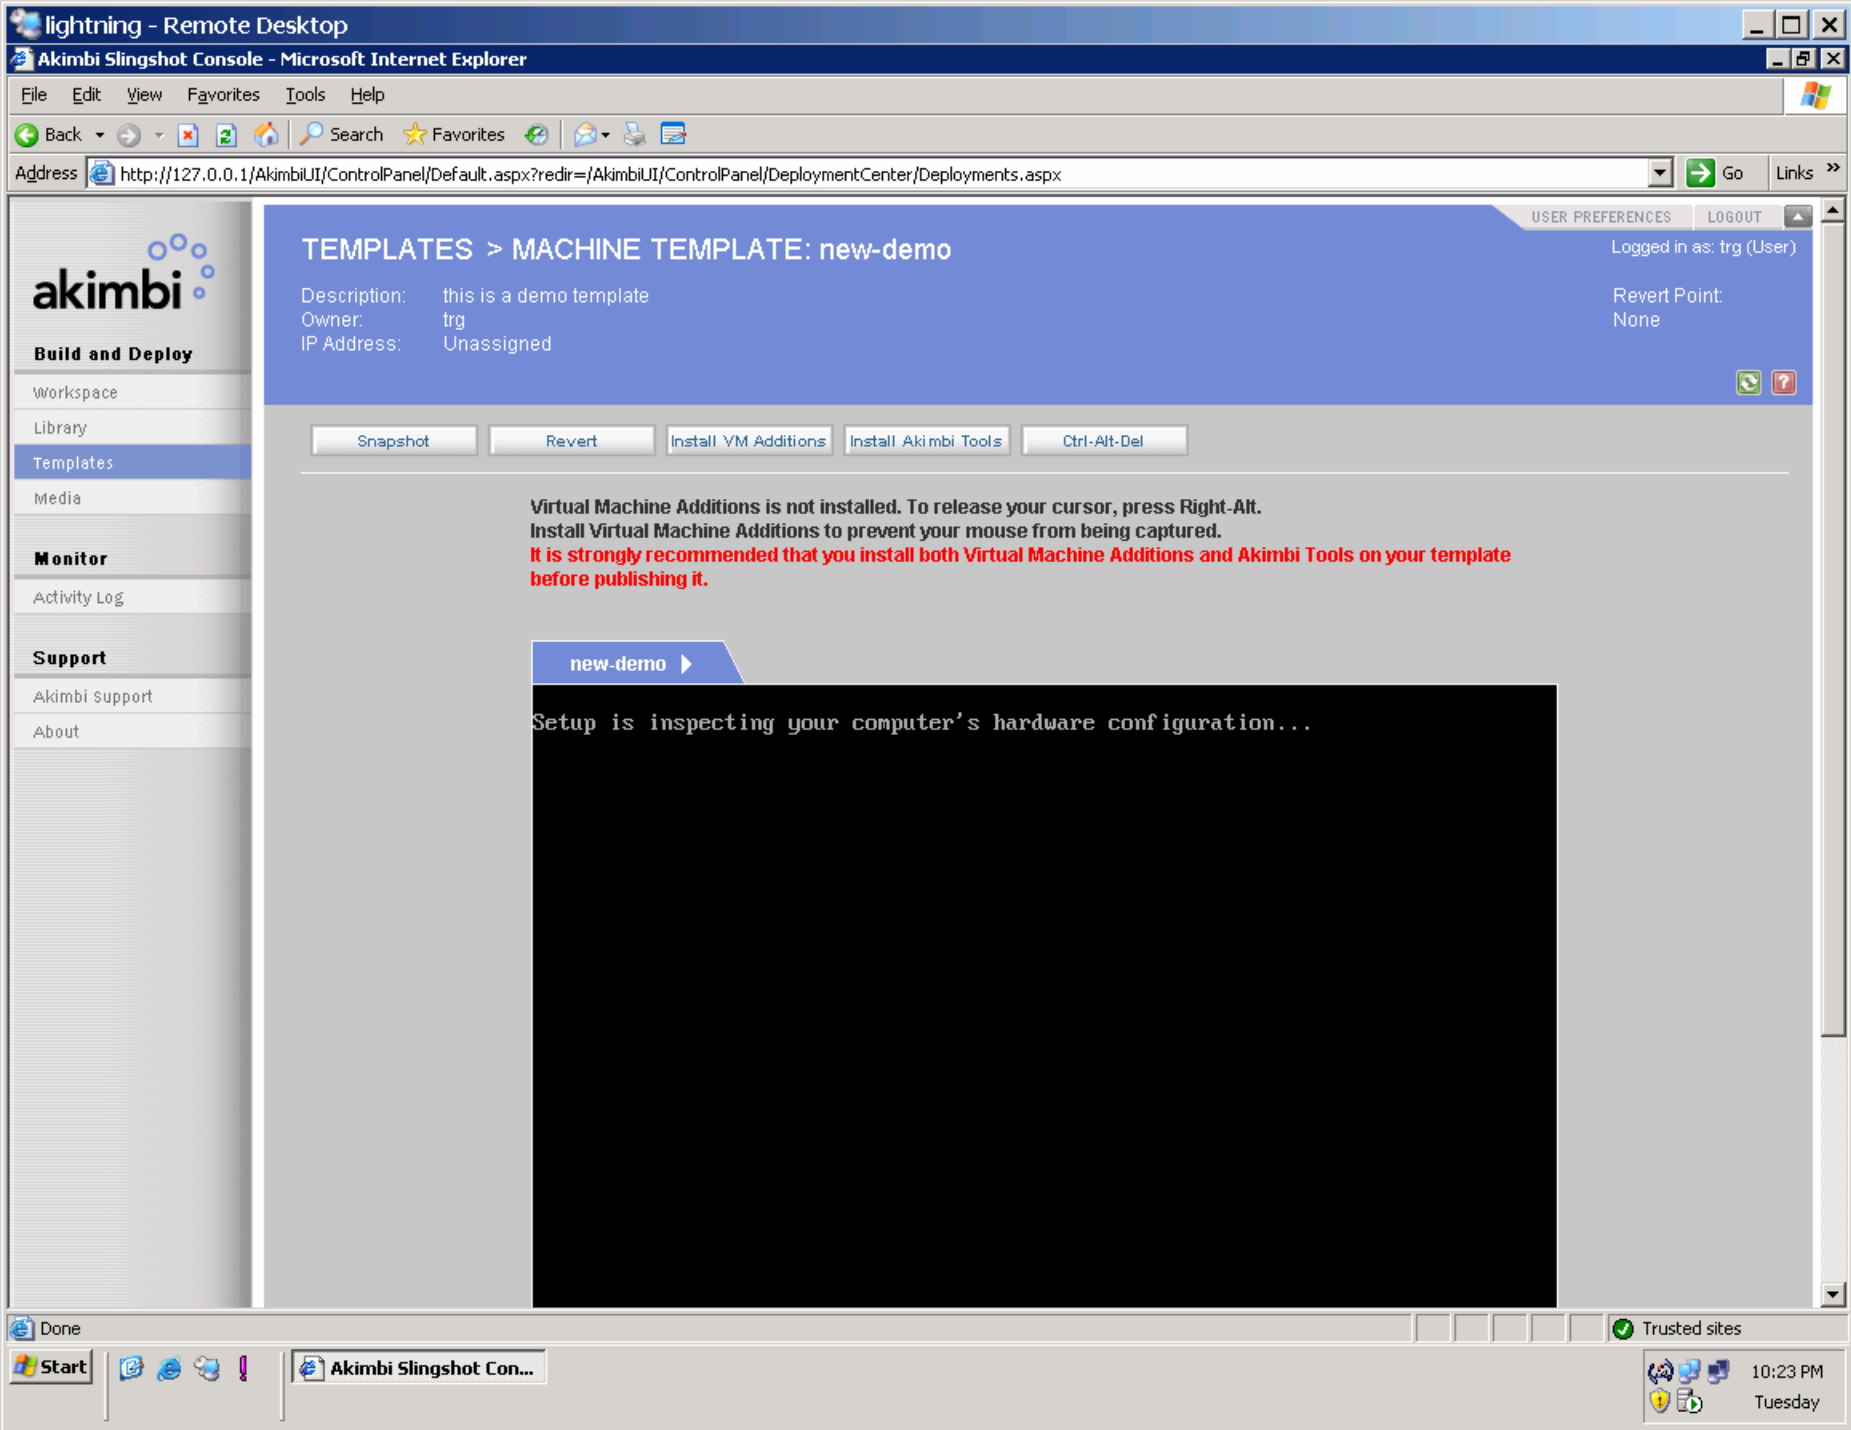 lightning - Remote Desktop
Akimbi Slingshot Console - Microsoft Internet Explorer
File Edit View Favorites Tools Help
Back Search Favorites
Address http://127.0.0.1/AkimbiUI/ControlPanel/Default.aspx?redir=/AkimbiUI/ControlPanel/DeploymentCenter/Deployments.aspx Go Links »
USER PREFERENCES LOGOUT
akimbi
TEMPLATES > MACHINE TEMPLATE: new-demo
Logged in as: trg (User)
Description: this is a demo template
Owner: trg
IP Address: Unassigned
Revert Point:
None
Build and Deploy
Workspace
Library
Templates
Media
Monitor
Activity Log
Support
Akimbi Support
About
Snapshot Revert Install VM Additions Install Akimbi Tools Ctrl-Alt-Del
Virtual Machine Additions is not installed. To release your cursor, press Right-Alt.
Install Virtual Machine Additions to prevent your mouse from being captured.
It is strongly recommended that you install both Virtual Machine Additions and Akimbi Tools on your template
before publishing it.
new-demo
Setup is inspecting your computer's hardware configuration...
Done
Trusted sites
Start
Akimbi Slingshot Con...
10:23 PM
Tuesday